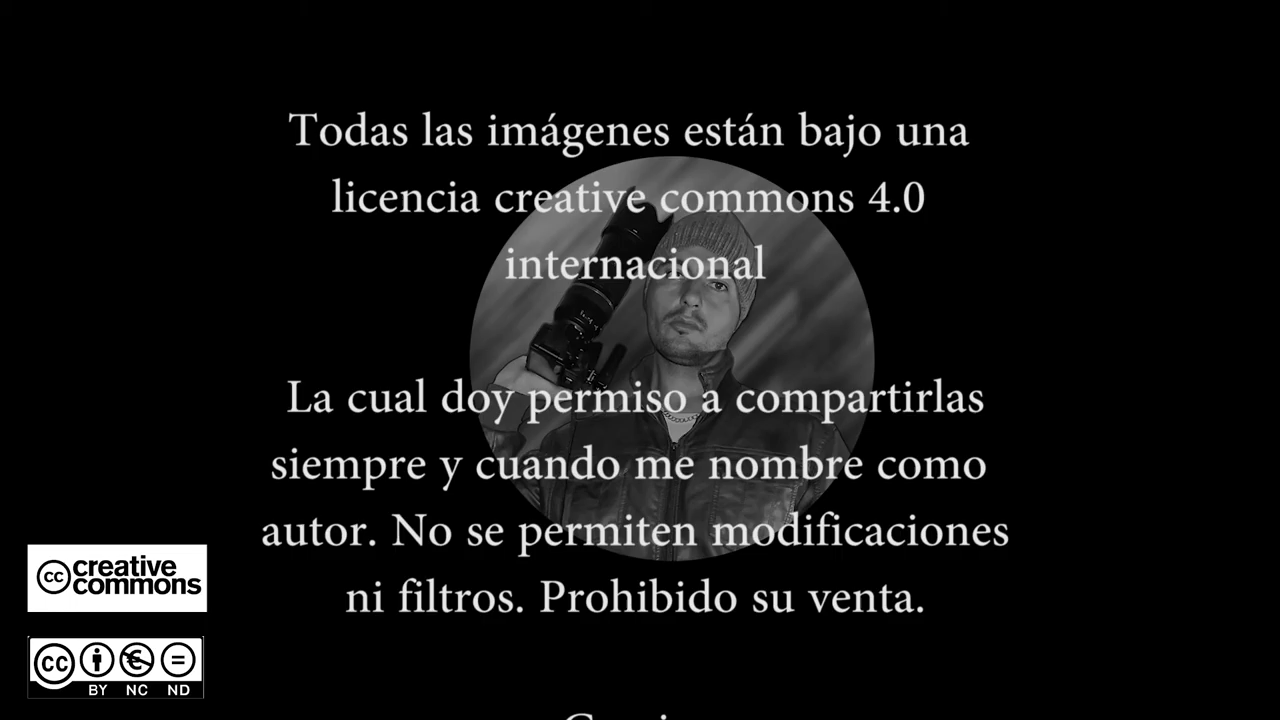 Todas las imágenes están bajo una
licencia creative commons 4.0
internacional
La cual doy permiso a compartirlas
siempre y cuando me nombre como
autor. No se permiten modificaciones
ni filtros. Prohibido su venta.
creative
commons
BY NC ND